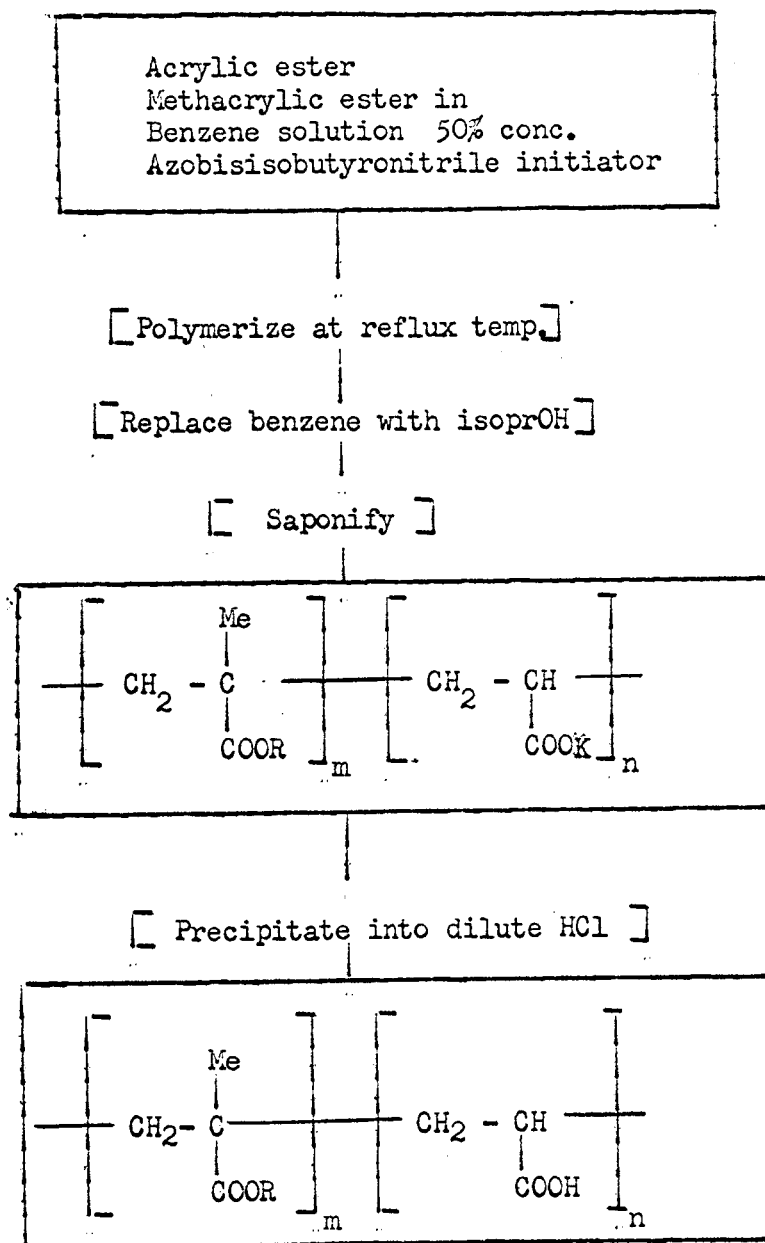 Acrylic ester
Methacrylic ester in
Benzene solution 50% conc.
Azobisisobutyronitrile initiator
[Polymerize at reflux temp.]
[Replace benzene with isoprOH]
[ Saponify ]
Me
CH2 - C
COOR
m
CH2 - CH
COOK
n
[ Precipitate into dilute HCl ]
Me
CH2- C
COOR
m
CH2 - CH
COOH
n